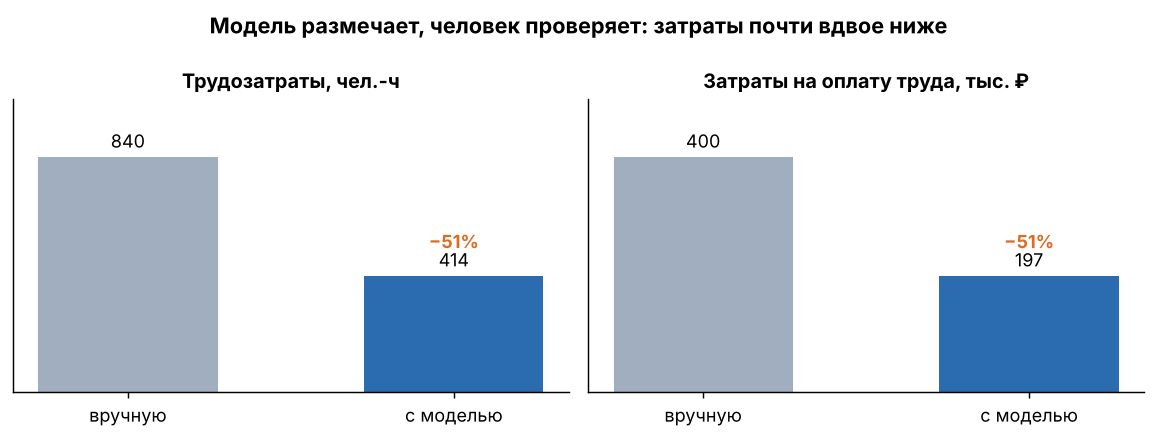 Модель размечает, человек проверяет: затраты почти вдвое ниже
Трудозатраты, чел.-ч
840
−51%
414
вручную
с моделью
Затраты на оплату труда, тыс. ₽
400
−51%
197
вручную
с моделью